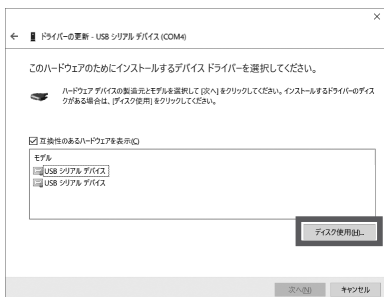 ドライバーの更新 - USB シリアル デバイス (COM4)
このハードウェアのためにインストールするデバイス ドライバーを選択してください。
ハードウェア デバイスの製造元とモデルを選択して [次へ] をクリックしてください。インストールするドライバーのディス
クがある場合は、[ディスク使用] をクリックしてください。
互換性のあるハードウェアを表示(C)
モデル
USB シリアル デバイス
USB シリアル デバイス
ディスク使用(H)...
次へ(N)
キャンセル